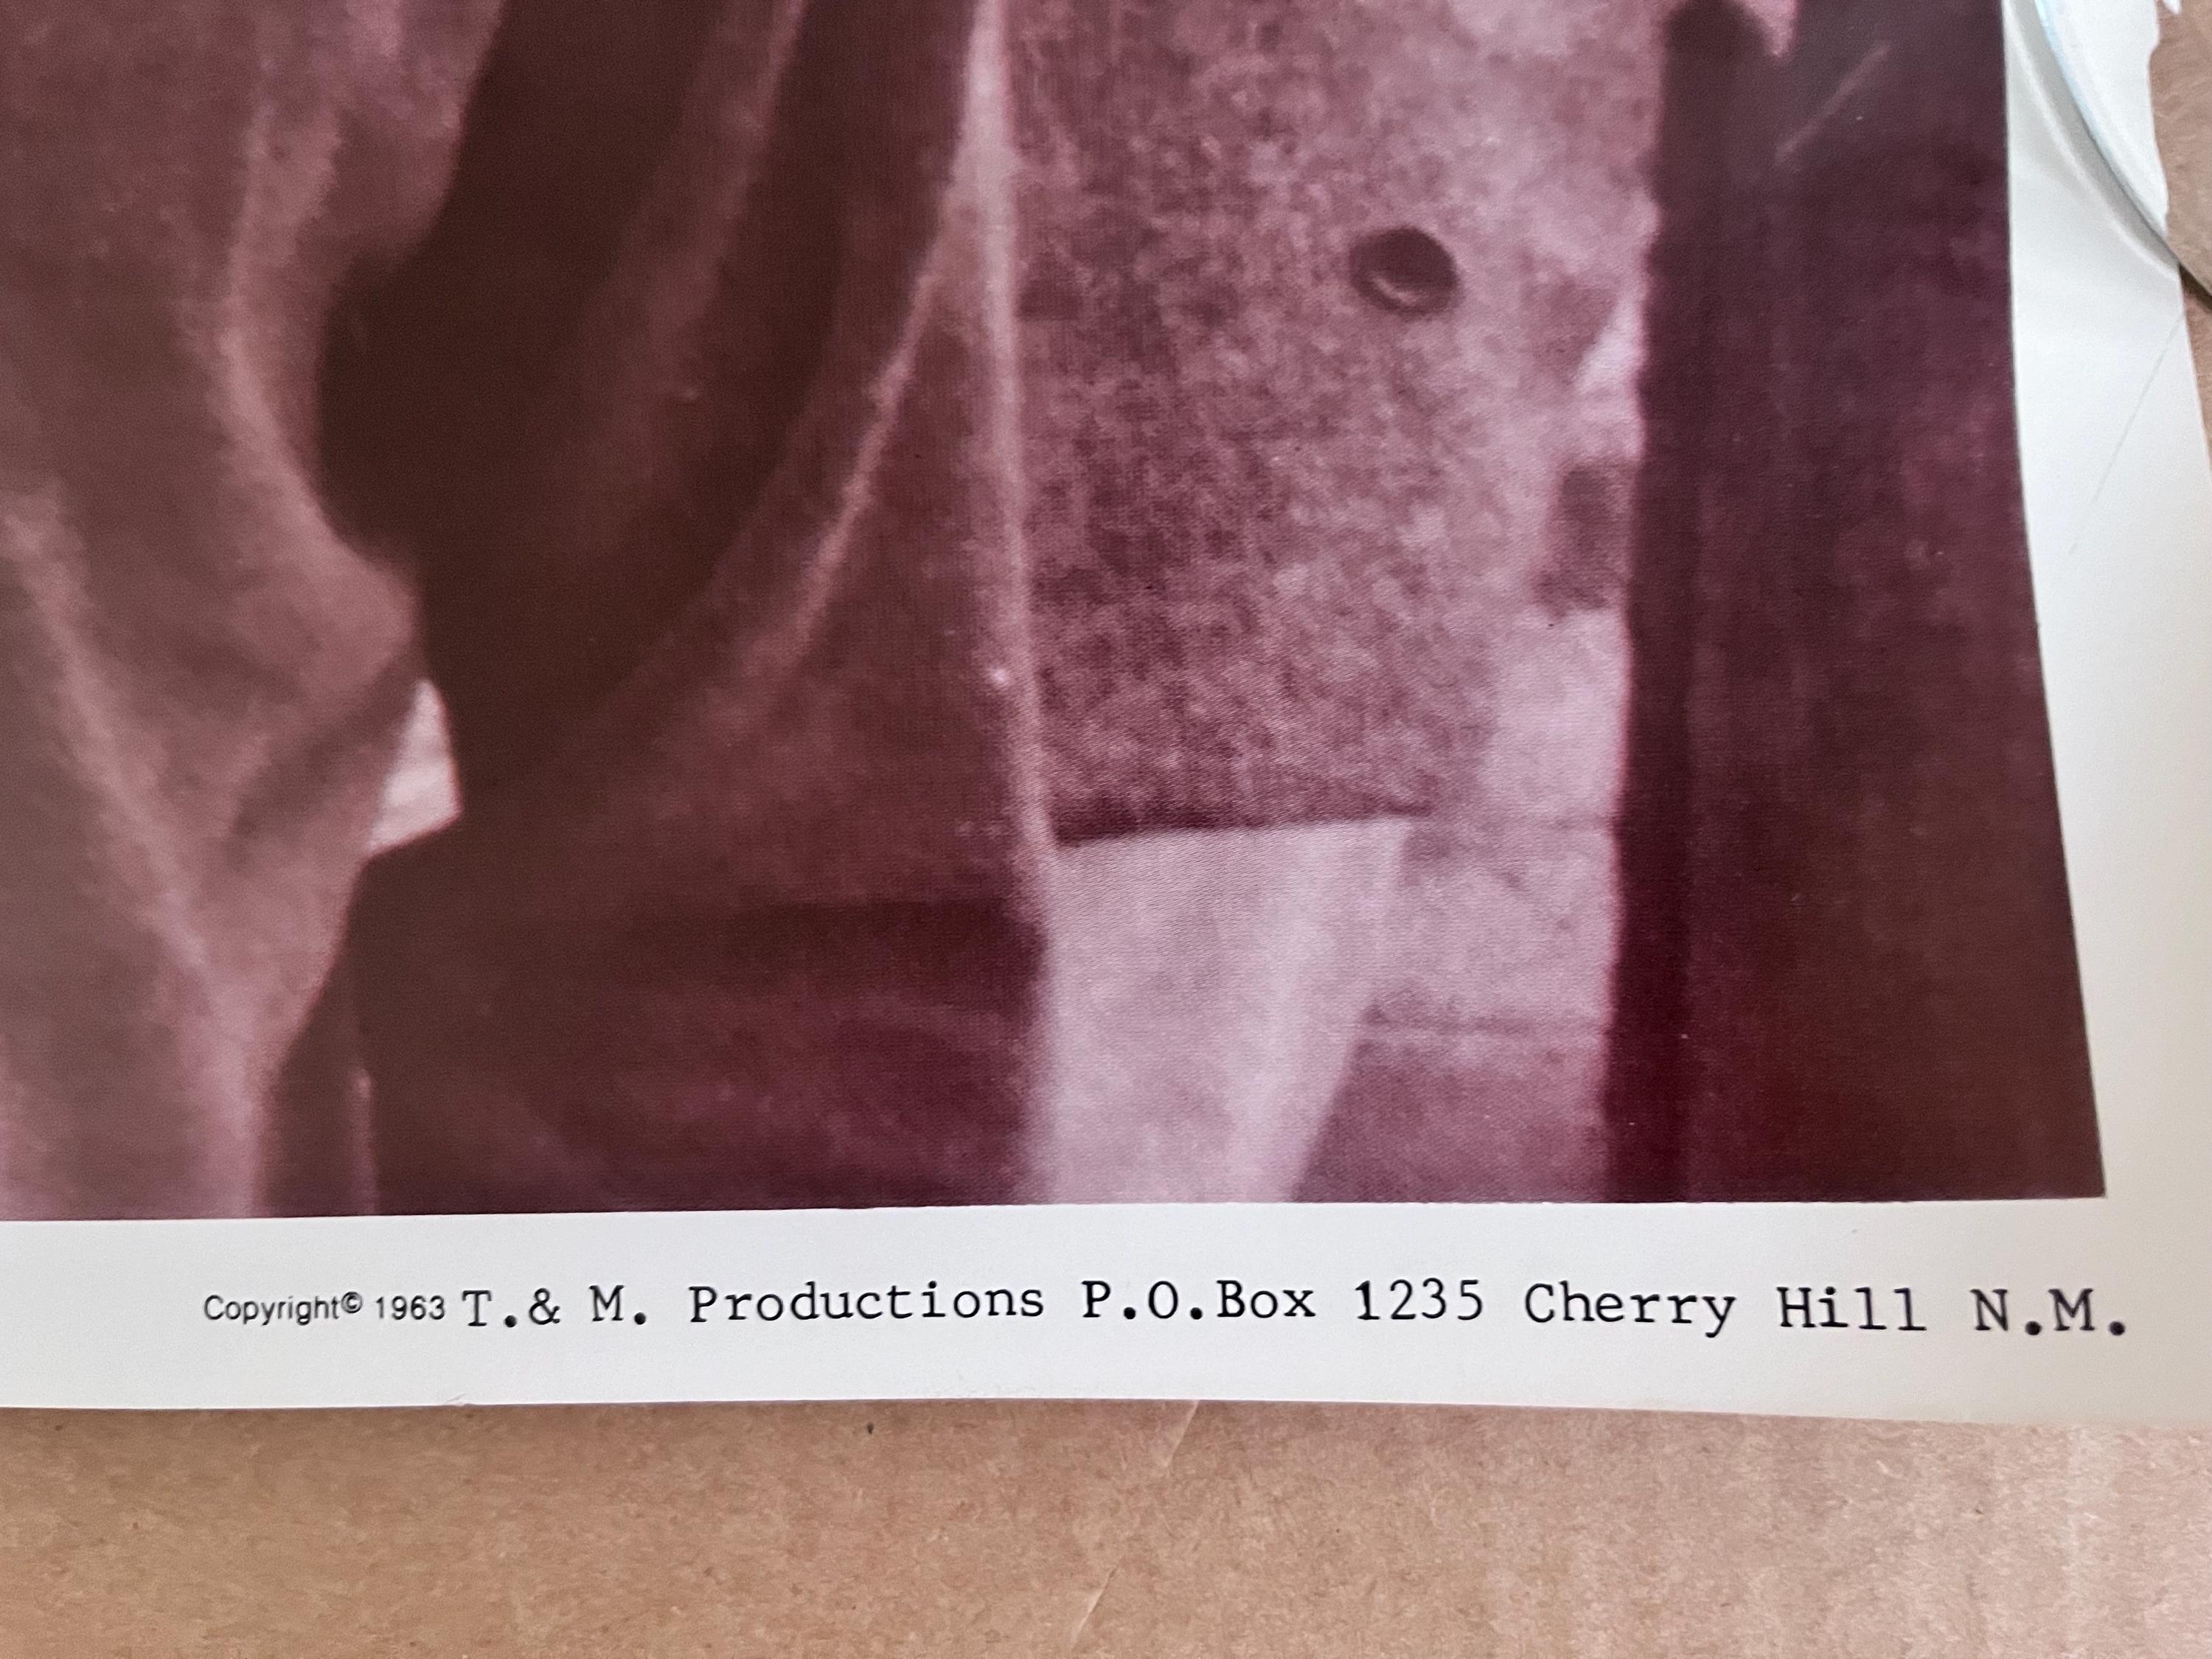 Copyright© 1963 T.& M. Productions P.O.Box 1235 Cherry Hill N.M.